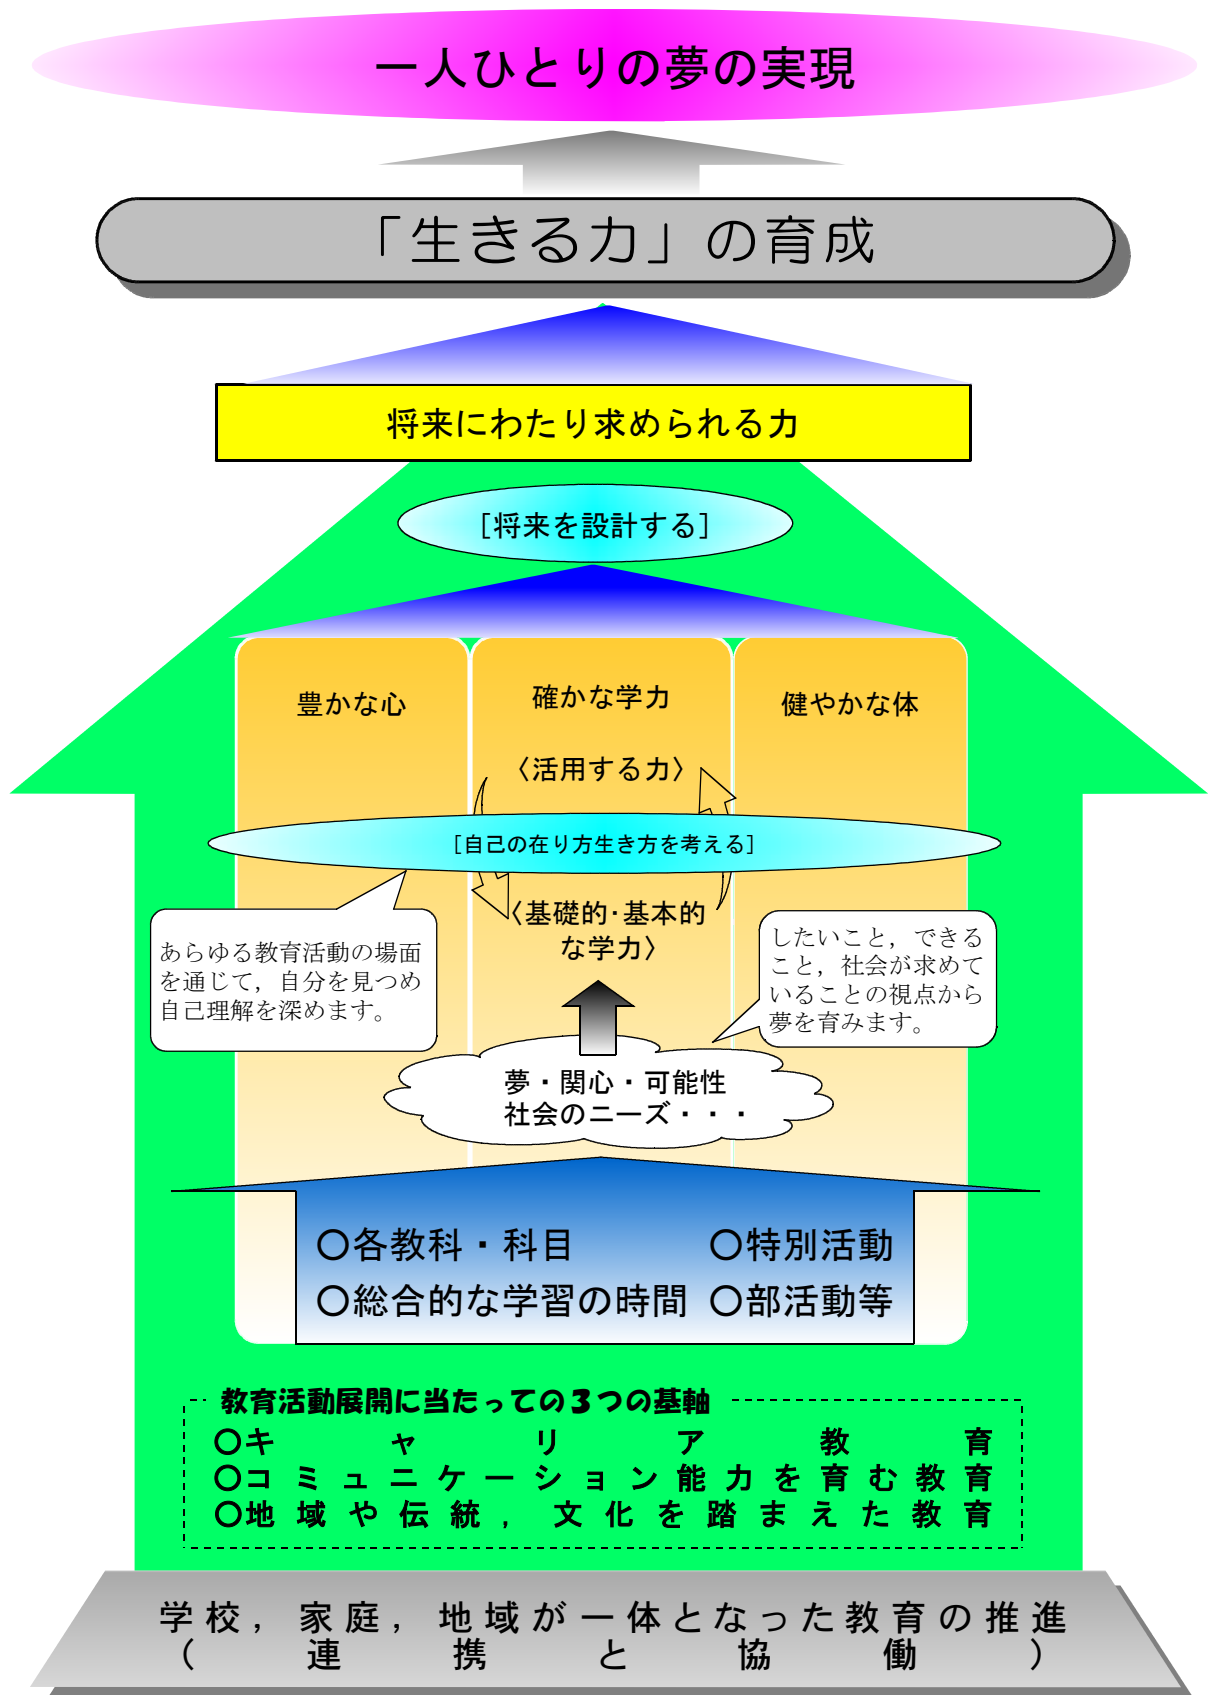 一人ひとりの夢の実現
「生きる力」の育成
将来にわたり求められる力
[将来を設計する]
豊かな心
確かな学力
健やかな体
〈活用する力〉
[自己の在り方生き方を考える]
〈基礎的・基本的
な学力〉
あらゆる教育活動の場面
を通じて，自分を見つめ
自己理解を深めます。
したいこと，できる
こと，社会が求めて
いることの視点から
夢を育みます。
夢・関心・可能性
社会のニーズ・・・
〇各教科・科目 〇特別活動
〇総合的な学習の時間 〇部活動等
教育活動展開に当たっての３つの基軸
〇キャリア教育
〇コミュニケーション能力を育む教育
〇地域や伝統，文化を踏まえた教育
学校，家庭，地域が一体となった教育の推進
（連携と協働）